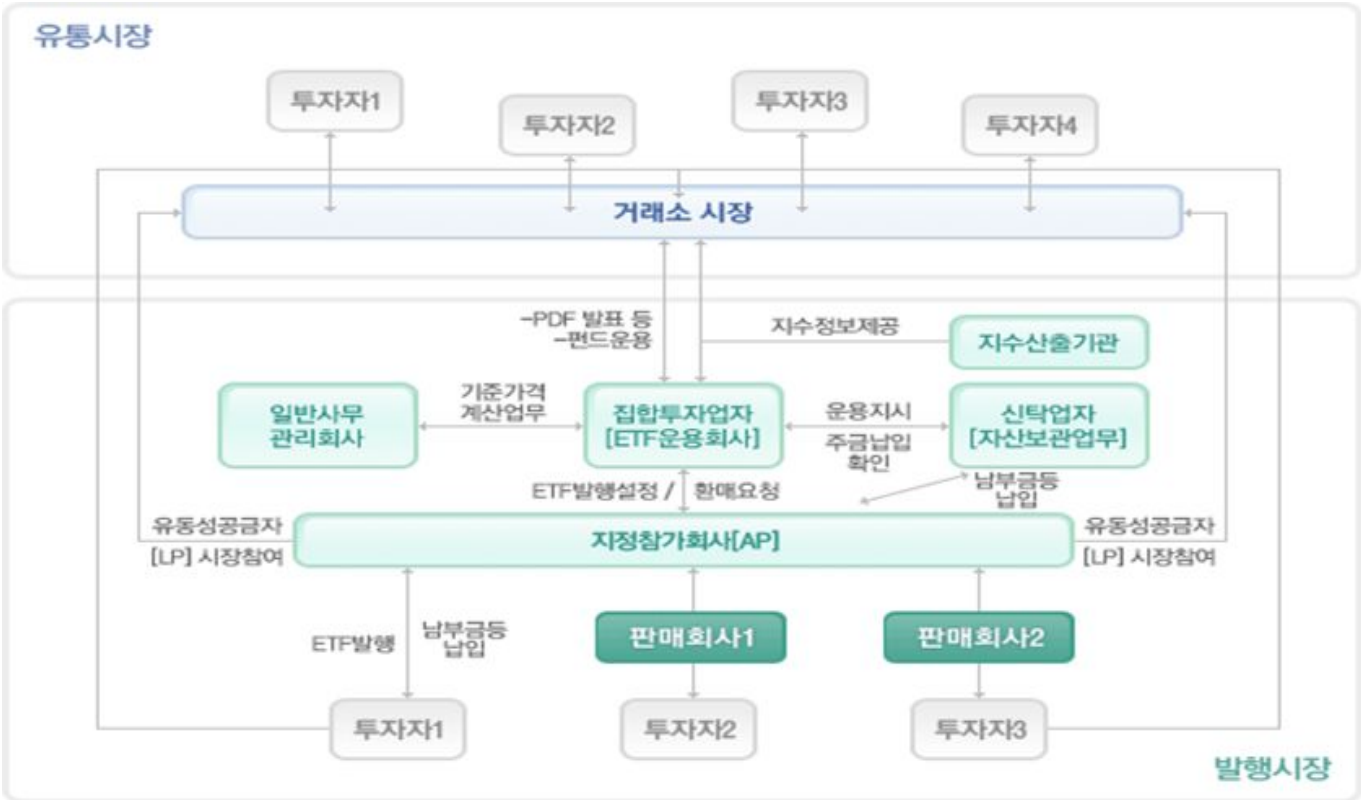 유통시장
투자자1
투자자2
투자자3
투자자4
거래소 시장
-PDF 발표 등
-펀드운용
지수정보제공
지수산출기관
일반사무
관리회사
기준가격
계산업무
집합투자업자
[ETF운용회사]
운용지시
주금납입
확인
신탁업자
[자산보관업무]
ETF발행설정 / 환매요청
남부금등
납입
유동성공금자
[LP] 시장참여
지정참가회사[AP]
유동성공금자
[LP] 시장참여
ETF발행
남부금등
납입
판매회사1
판매회사2
투자자1
투자자2
투자자3
발행시장